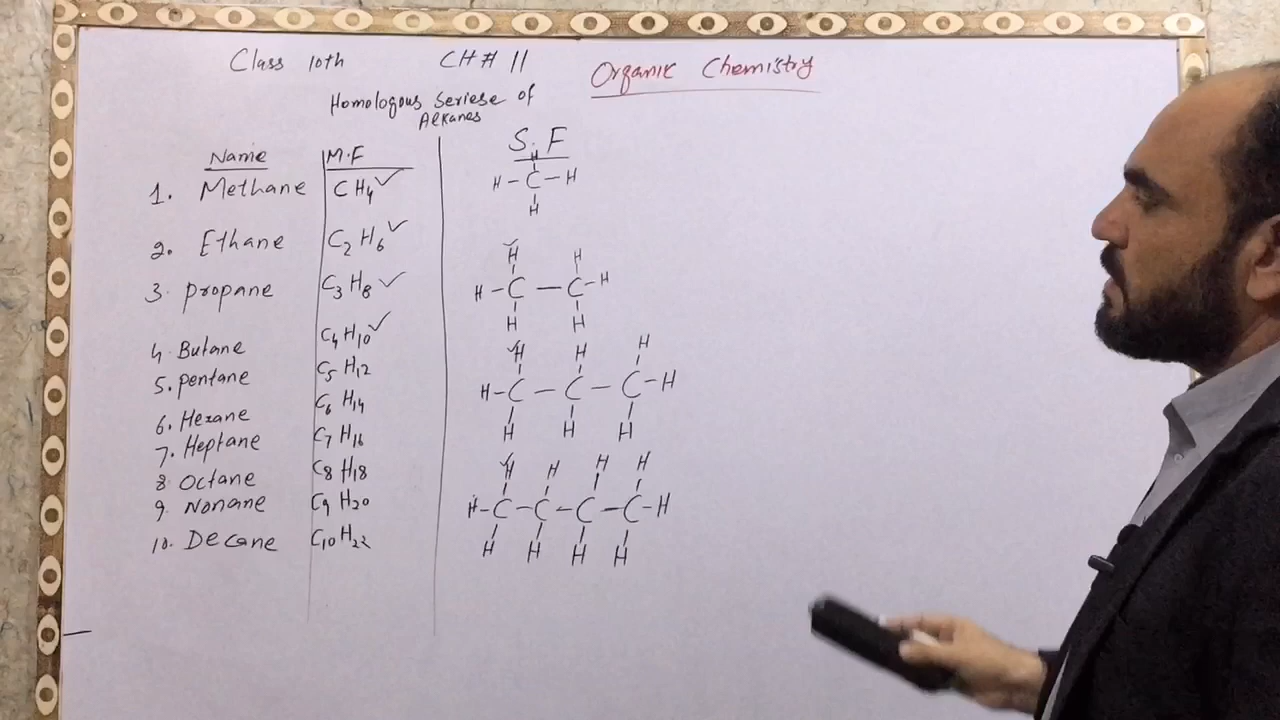 Class 10th CH# 11 Organic Chemistry
Homologous Seriese of
Alkanes
Name M.F S.F
1. Methane CH4 ✓
H
H – C – H
H
2. Ethane C2H6 ✓
H H
3. propane C3H8 ✓
H – C — C – H
H H
4. Butane C4H10 ✓
H H H
5. pentane C5H12
H – C — C — C – H
6. Hexane C6H14
H H H
7. Heptane C7H16
8 Octane C8H18
H H H H
9. Nonane C9H20
H – C – C – C — C – H
10. Decane C10H22
H H H H